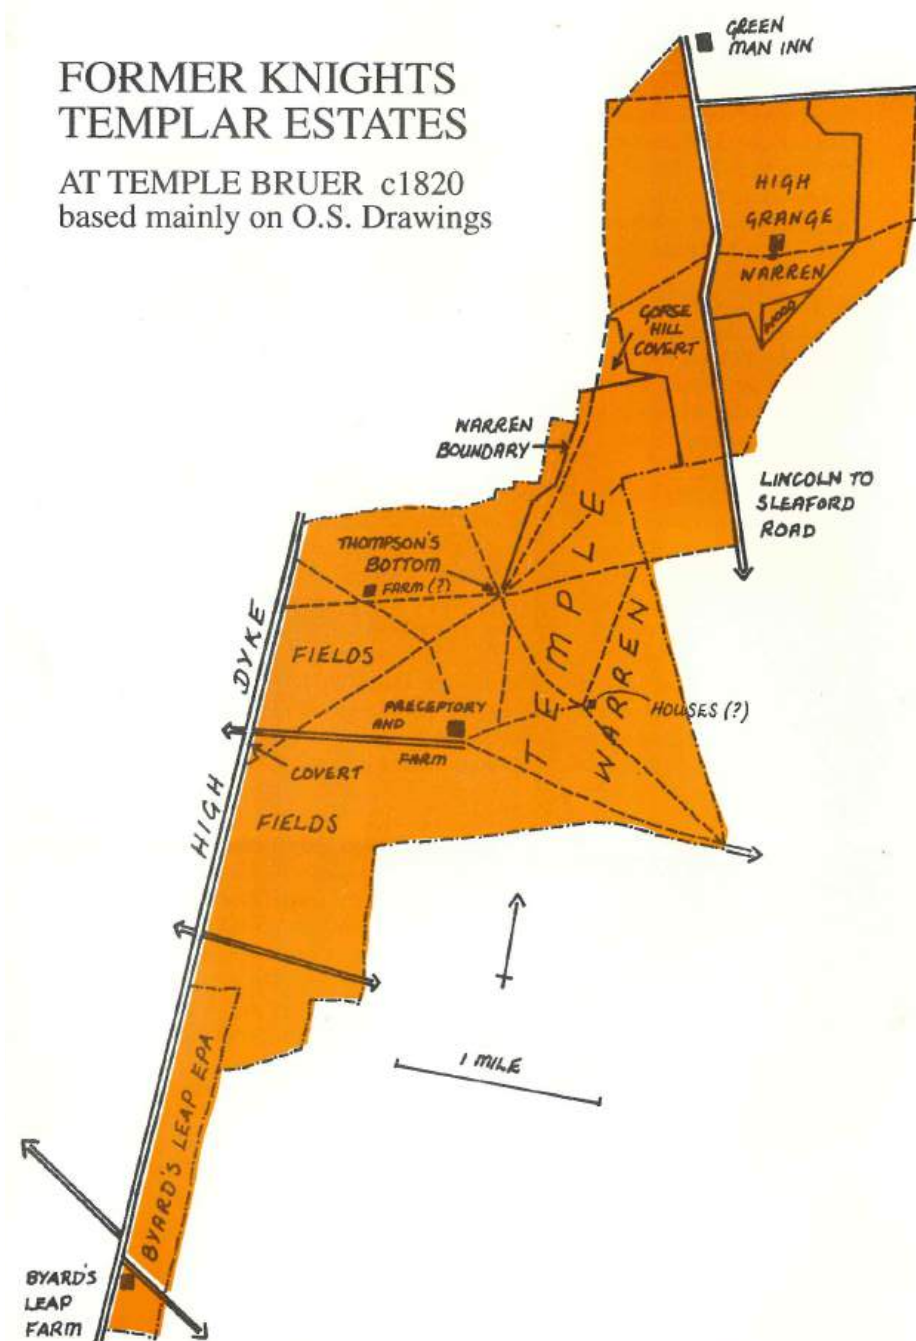 FORMER KNIGHTS
TEMPLAR ESTATES
AT TEMPLE BRUER c1820
based mainly on O.S. Drawings
GREEN
MAN INN
HIGH
GRANGE
WARREN
WOOD
GORSE
HILL
COVERT
WARREN
BOUNDARY
LINCOLN TO
SLEAFORD
ROAD
THOMPSON'S
BOTTOM
FARM (?)
TEMPLE
WARREN
HIGH DYKE
FIELDS
PRECEPTORY
AND
FARM
HOUSES (?)
COVERT
FIELDS
1 MILE
BYARD'S LEAP EPA
BYARD'S
LEAP
FARM